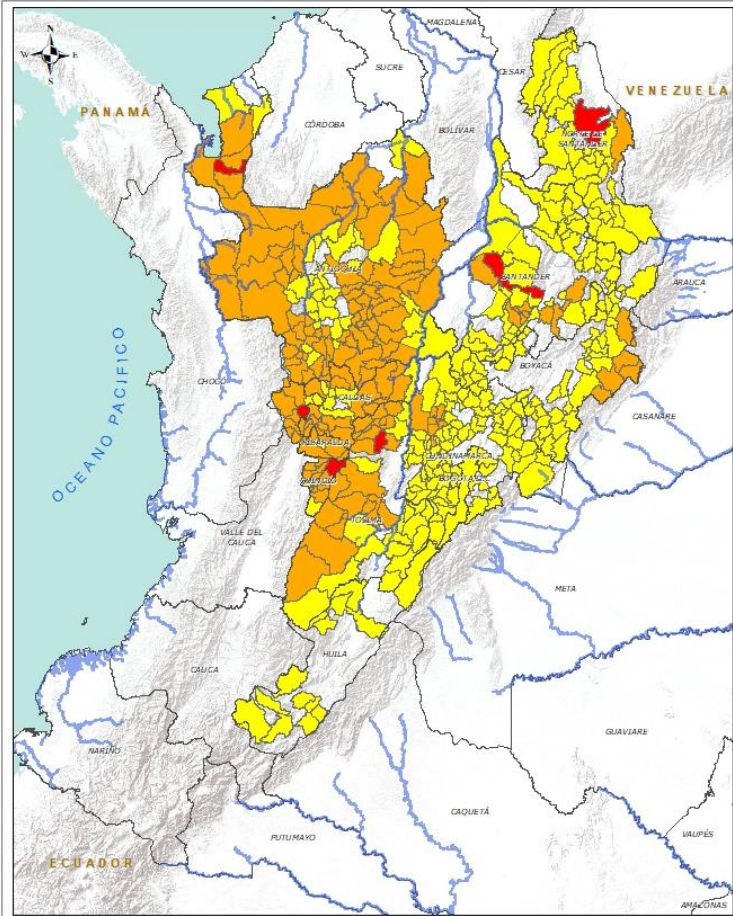 MAGDALENA
N
W E
S
SUCRE
CESAR
VENEZUELA
PANAMÁ
CÓRDOBA
BOLÍVAR
NORTE DE
SANTANDER
ANTIOQUIA
SANTANDER
ARAUCA
BOYACÁ
CHOCÓ
CALDAS
CASANARE
OCEANO PACIFICO
RISARALDA
CUNDINAMARCA
BOGOTÁ, D.C.
QUINDIO
TOLIMA
VALLE DEL
CAUCA
META
HUILA
CAUCA
GUAVIARE
NARIÑO
CAQUETÁ
PUTUMAYO
VAUPÉS
ECUADOR
AMAZONAS